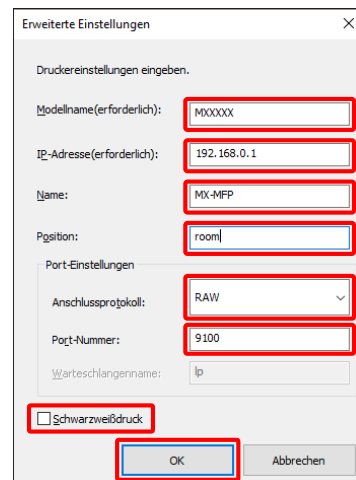 Erweiterte Einstellungen
Druckereinstellungen eingeben.
Modellname(erforderlich): MXXXXX
IP-Adresse(erforderlich): 192.168.0.1
Name: MX-MFP
Position: room
Port-Einstellungen
Anschlussprotokoll: RAW
Port-Nummer: 9100
Warteschlangenname: lp
Schwarzweißdruck
OK Abbrechen